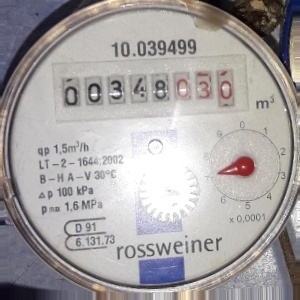 10.039499
00348030 m³
qp 1,5m³/h
LT-2-1644,2002
B-H A-V 30°C
△p 100 kPa
p max 1,6 MPa
D 91
6.131.73
rossweiner
0
1
2
3
4
5
6
7
8
9
x 0,0001